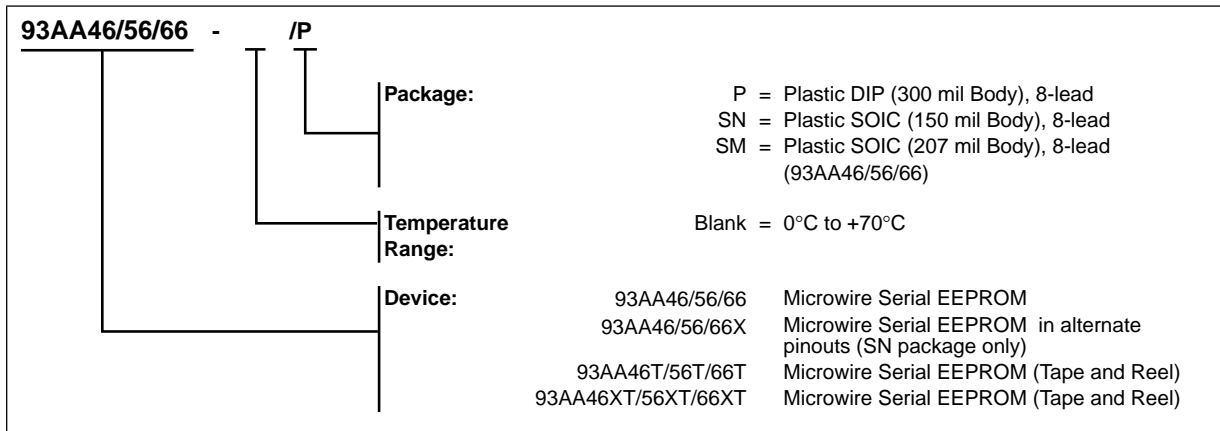 93AA46/56/66 - /P
Package: P = Plastic DIP (300 mil Body), 8-lead
SN = Plastic SOIC (150 mil Body), 8-lead
SM = Plastic SOIC (207 mil Body), 8-lead
(93AA46/56/66)
Temperature Blank = 0°C to +70°C
Range:
Device: 93AA46/56/66 Microwire Serial EEPROM
93AA46/56/66X Microwire Serial EEPROM in alternate
pinouts (SN package only)
93AA46T/56T/66T Microwire Serial EEPROM (Tape and Reel)
93AA46XT/56XT/66XT Microwire Serial EEPROM (Tape and Reel)